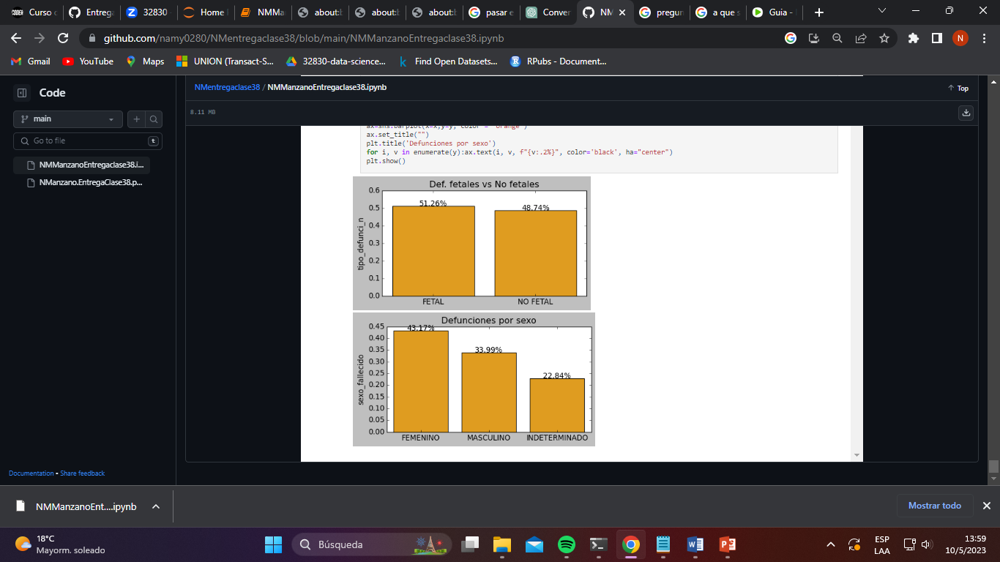 Curso c
Entrega
32830 -
Home |
NMMa
about:b
about:b
about:b
pasar e
Conver
NM
pregun
a que s
Guia - M
github.com/namy0280/NMentregaclase38/blob/main/NMManzanoEntregaclase38.ipynb
N
Gmail
YouTube
Maps
UNION (Transact-S...
32830-data-science...
Find Open Datasets...
RPubs - Document...
Code
main
Go to file
t
NMManzanoEntregaclase38.i...
NManzano.EntregaClase38.p...
Documentation • Share feedback
NMentregaclase38 / NMManzanoEntregaclase38.ipynb
Top
8.11 MB
ax=sns.barplot(x=x,y=y, color = "orange")
ax.set_title("")
plt.title('Defunciones por sexo')
for i, v in enumerate(y):ax.text(i, v, f"{v:.2%}", color='black', ha="center")
plt.show()
Def. fetales vs No fetales
0.6
0.5
0.4
0.3
0.2
0.1
0.0
tipo_defunci_n
51.26%
48.74%
FETAL
NO FETAL
Defunciones por sexo
0.45
0.40
0.35
0.30
0.25
0.20
0.15
0.10
0.05
0.00
sexo_fallecido
43.17%
33.99%
22.84%
FEMENINO
MASCULINO
INDETERMINADO
NMManzanoEnt....ipynb
Mostrar todo
18°C
Mayorm. soleado
Búsqueda
ESP
LAA
13:59
10/5/2023